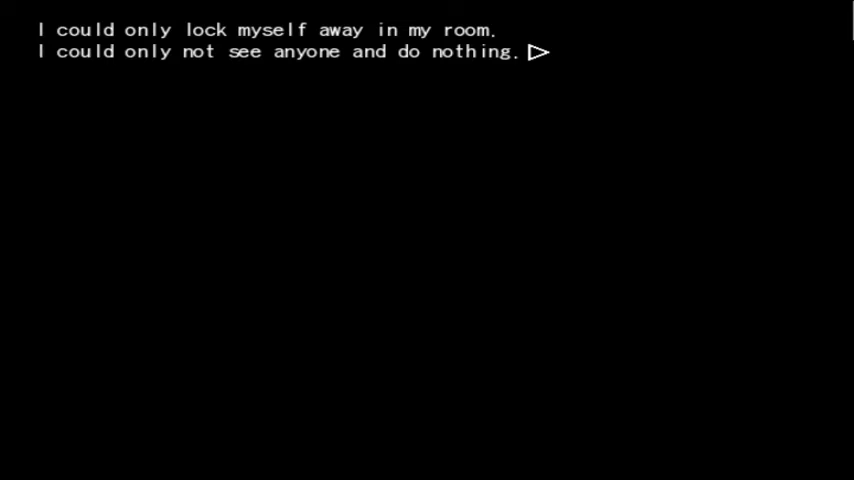 I could only lock myself away in my room.
I could only not see anyone and do nothing.